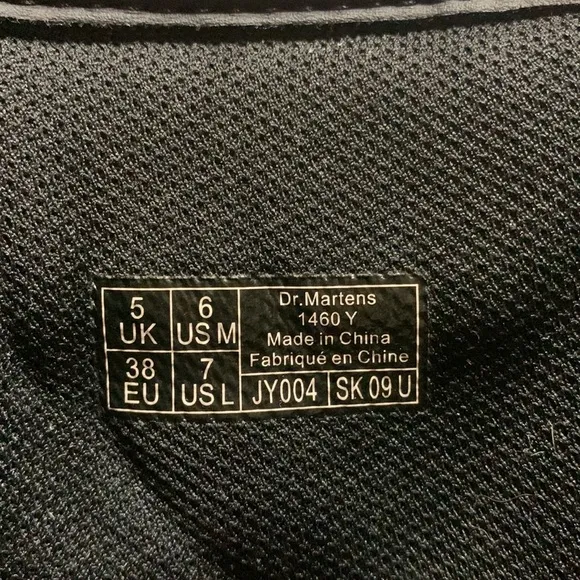 5 UK
6 US M
38 EU
7 US L
Dr.Martens
1460 Y
Made in China
Fabriqué en Chine
JY004
SK 09 U